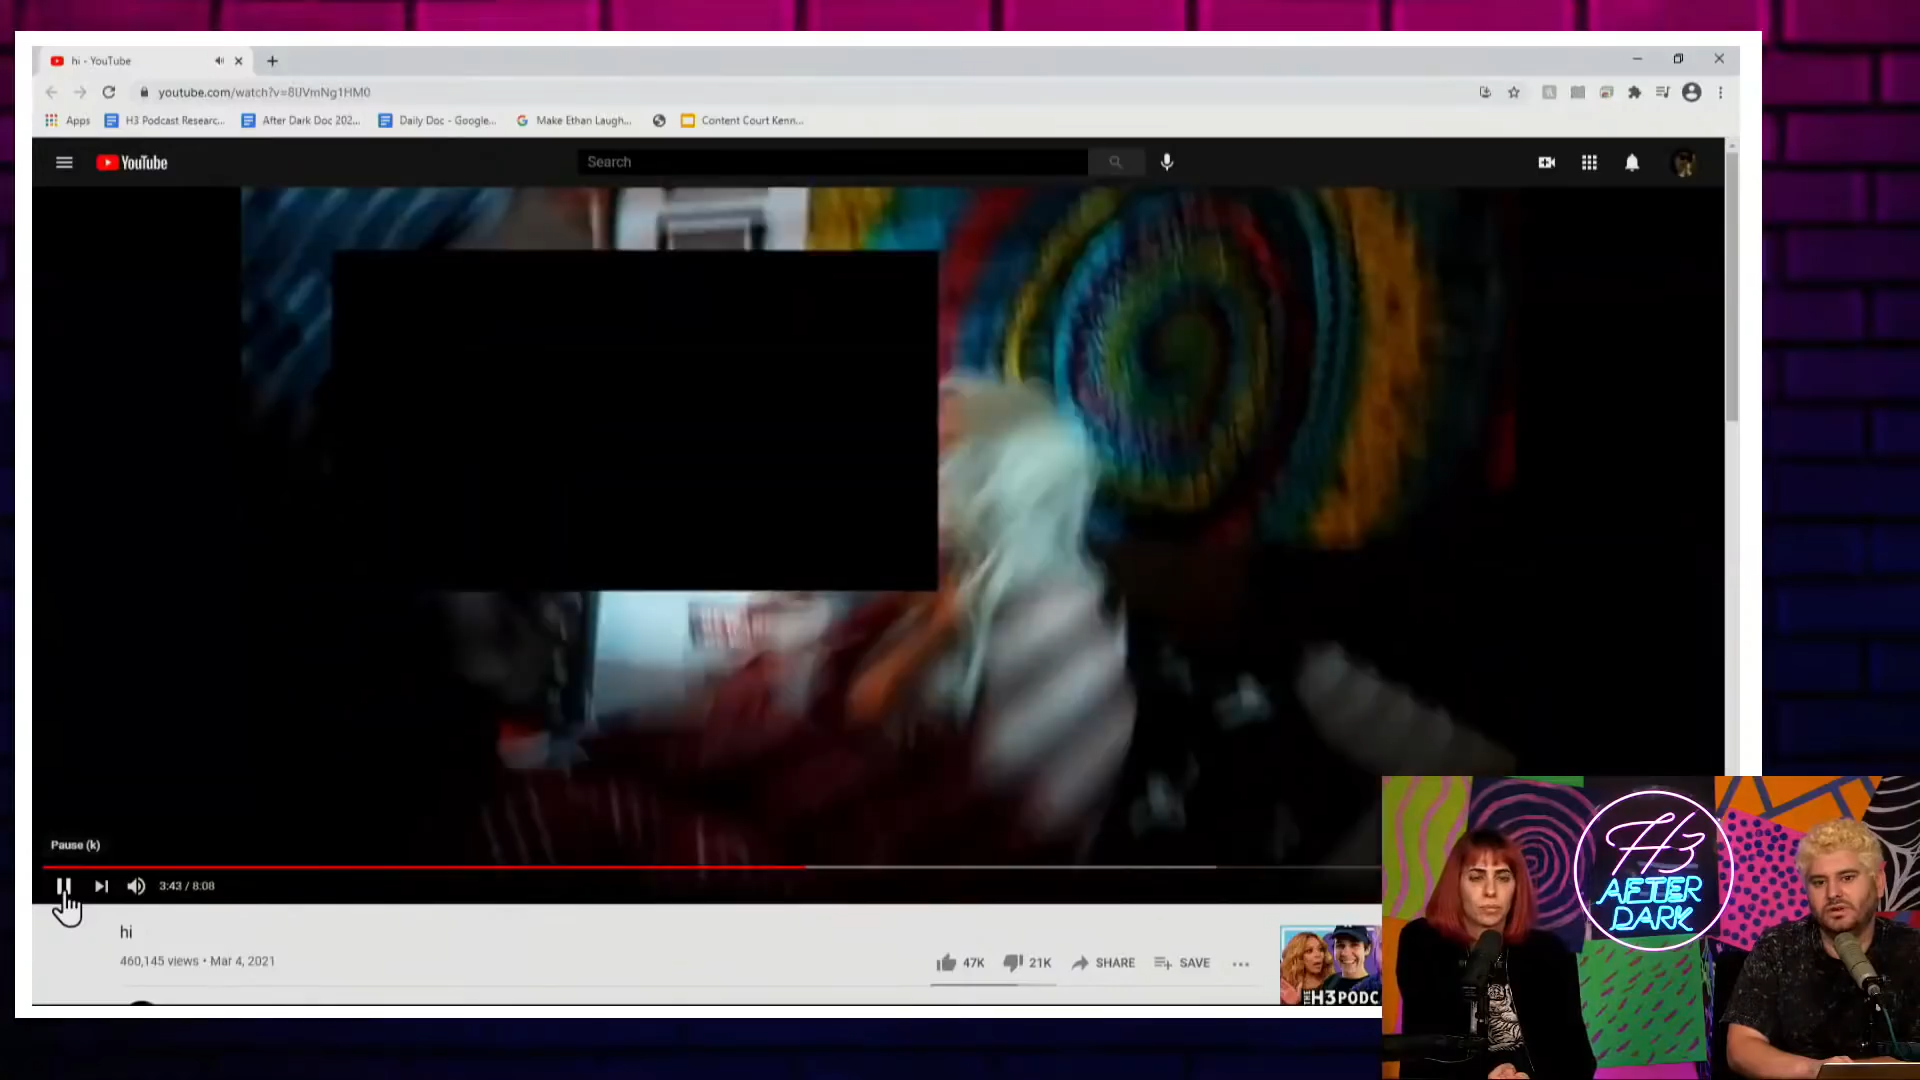 hi - YouTube
youtube.com/watch?v=8UVmNg1HM0
Apps H3 Podcast Researc... After Dark Doc 202... Daily Doc - Google... Make Ethan Laugh... Content Court Kenn...
YouTube
Search
Pause (k)
3:43 / 8:08
hi
460,145 views • Mar 4, 2021
47K 21K SHARE SAVE
H3PODC
H3
AFTER
DARK